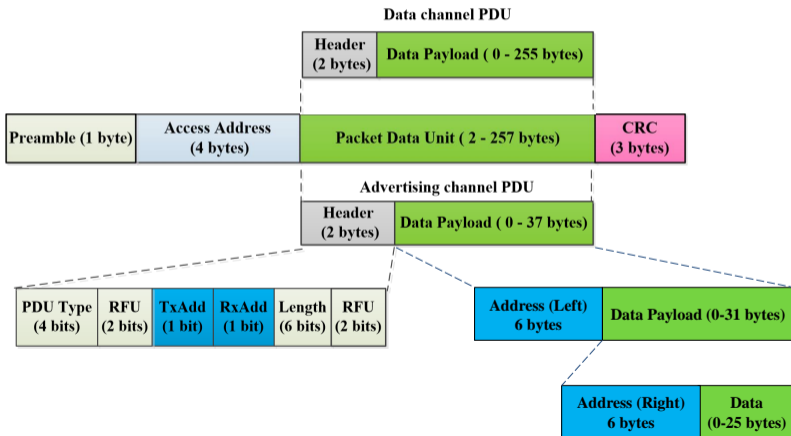 Data channel PDU
Header
(2 bytes)
Data Payload ( 0 - 255 bytes)
Preamble (1 byte)
Access Address
(4 bytes)
Packet Data Unit ( 2 - 257 bytes)
CRC
(3 bytes)
Advertising channel PDU
Header
(2 bytes)
Data Payload ( 0 - 37 bytes)
PDU Type
(4 bits)
RFU
(2 bits)
TxAdd
(1 bit)
RxAdd
(1 bit)
Length
(6 bits)
RFU
(2 bits)
Address (Left)
6 bytes
Data Payload (0-31 bytes)
Address (Right)
6 bytes
Data
(0-25 bytes)